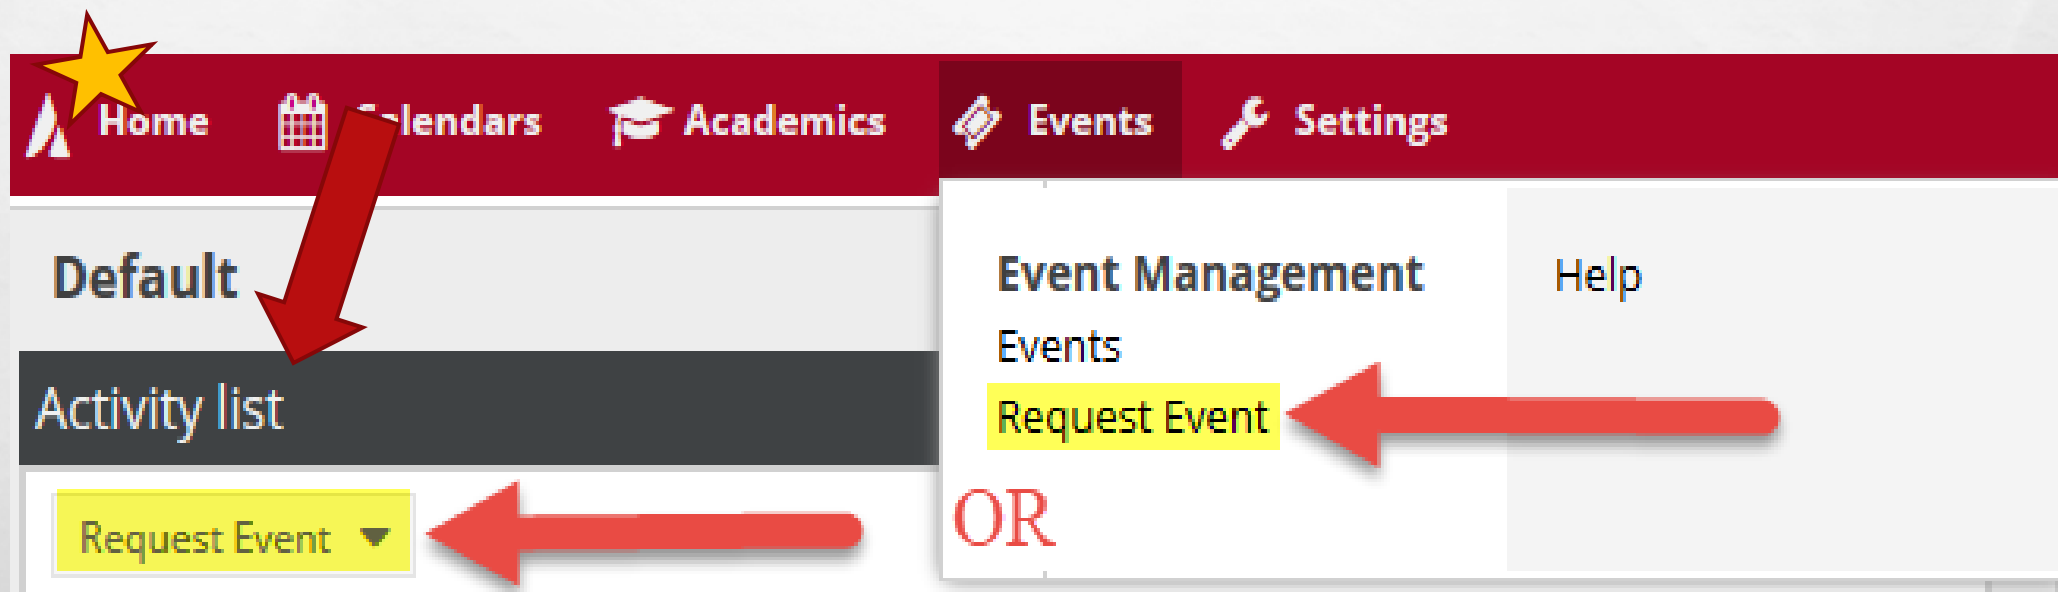 Home lendars Academics Events Settings
Default
Activity list
Request Event
Event Management
Events
Request Event
Help
OR